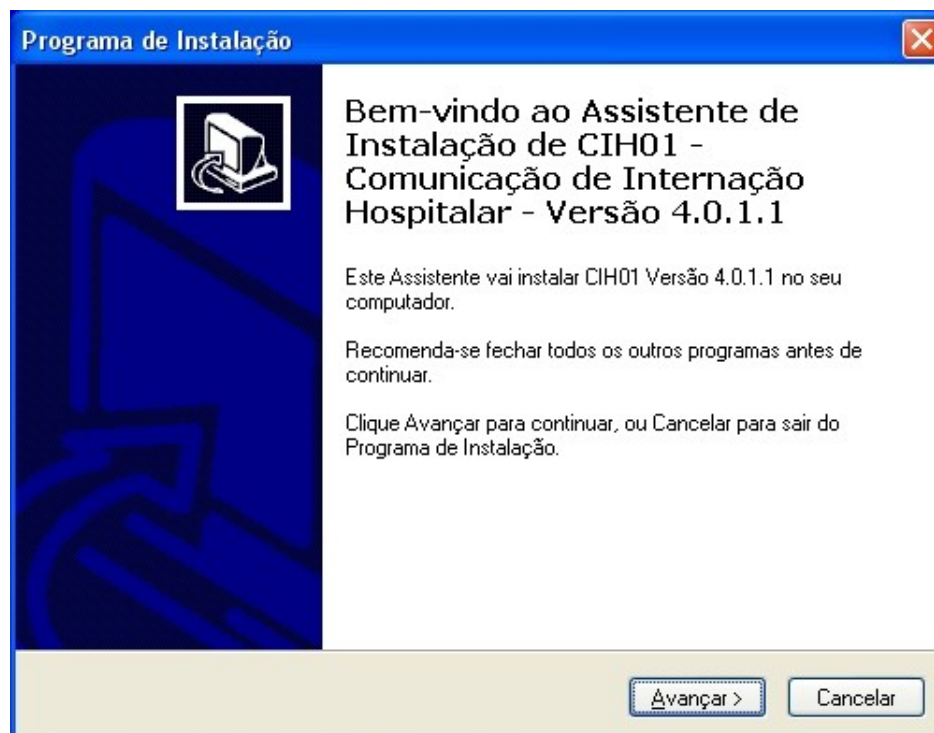 Programa de Instalação
Bem-vindo ao Assistente de
Instalação de CIH01 -
Comunicação de Internação
Hospitalar - Versão 4.0.1.1
Este Assistente vai instalar CIH01 Versão 4.0.1.1 no seu
computador.
Recomenda-se fechar todos os outros programas antes de
continuar.
Clique Avançar para continuar, ou Cancelar para sair do
Programa de Instalação.
Avançar >
Cancelar